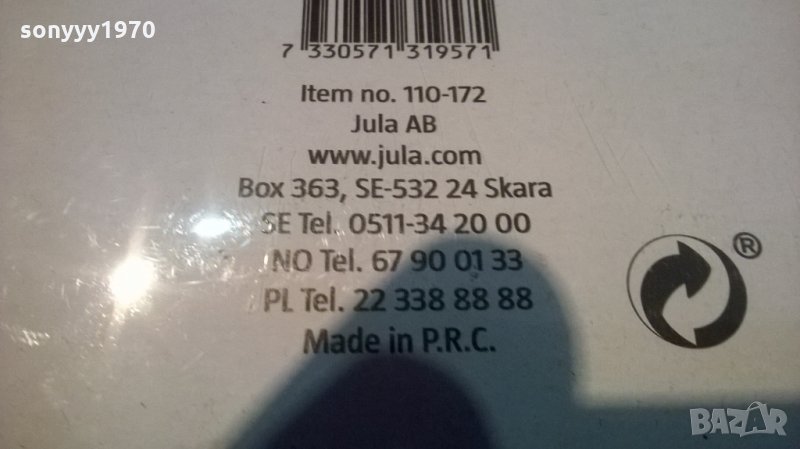 sonyyy1970
7 330571 319571
Item no. 110-172
Jula AB
www.jula.com
Box 363, SE-532 24 Skara
SE Tel. 0511-34 20 00
NO Tel. 67 90 01 33
PL Tel. 22 338 88 88
Made in P.R.C.
®
BAZAR